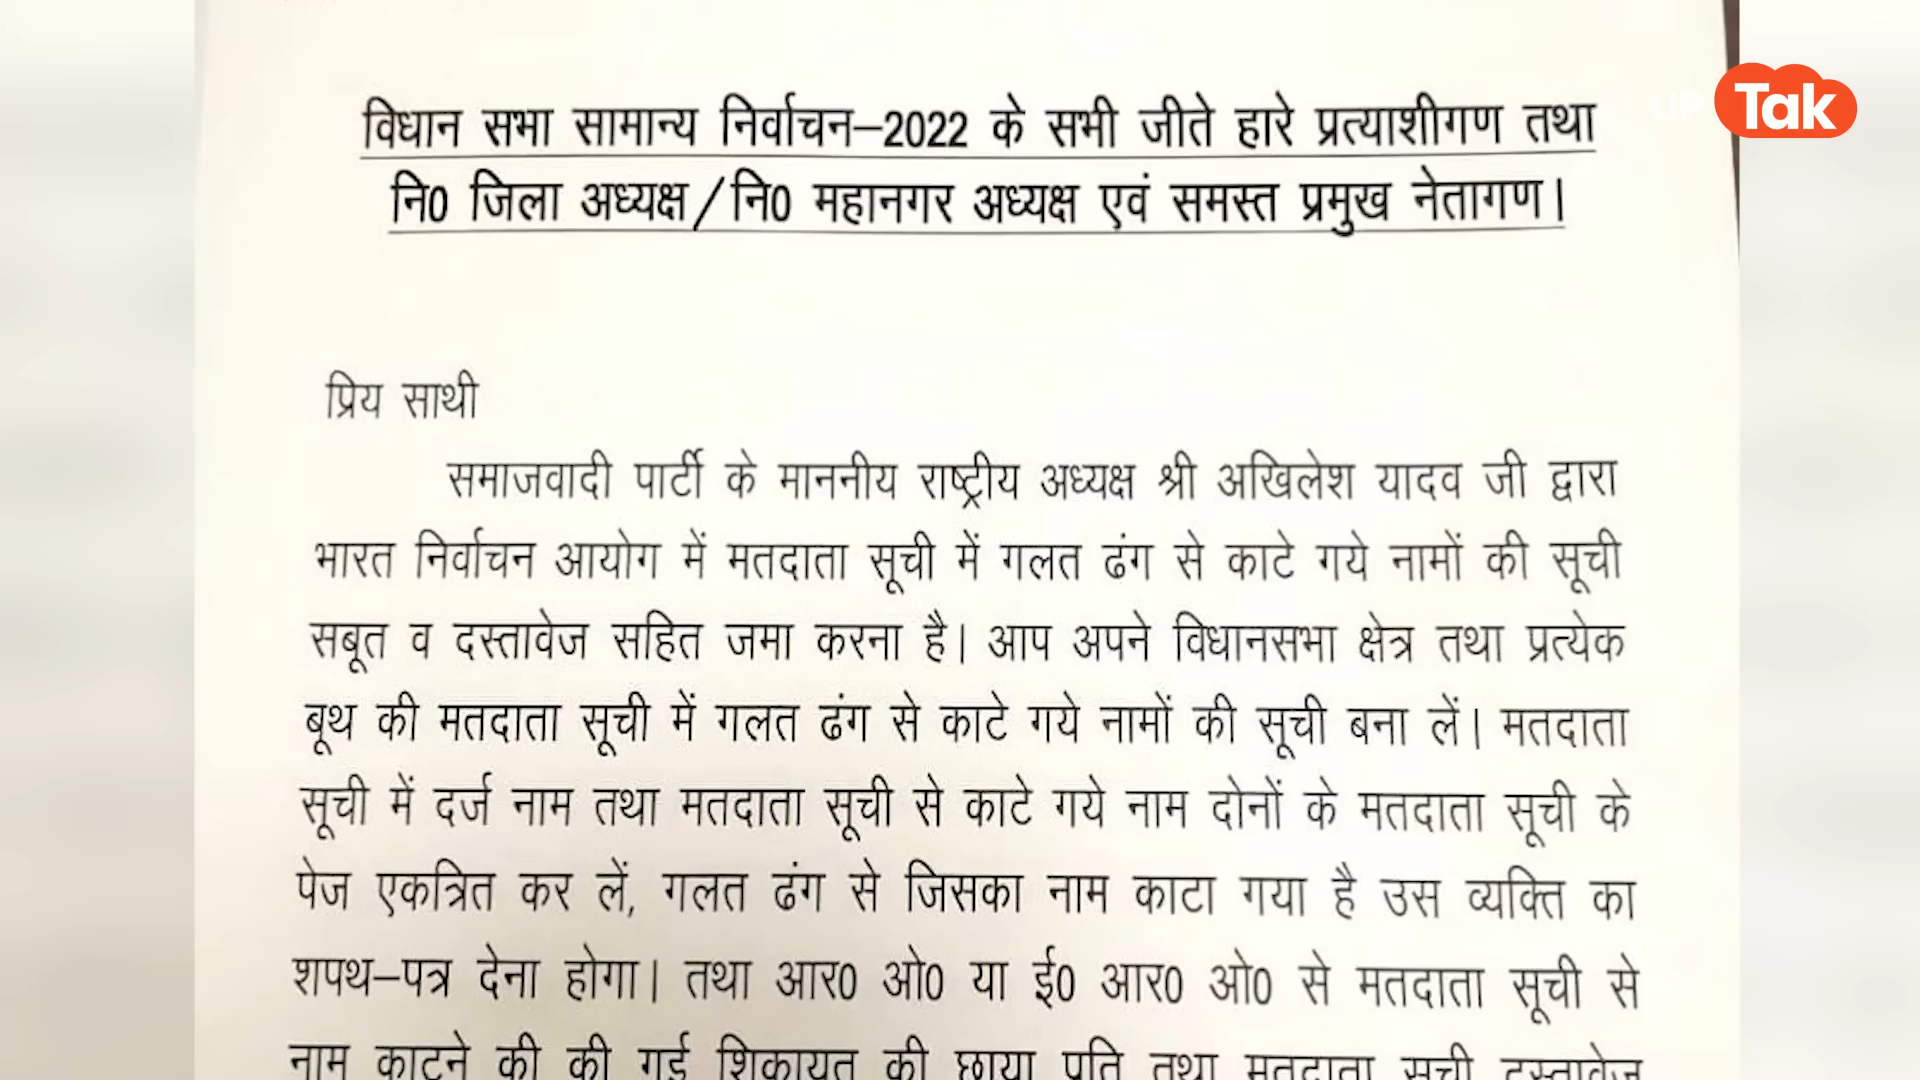 विधान सभा सामान्य निर्वाचन–2022 के सभी जीते हारे प्रत्याशीगण तथा
नि0 जिला अध्यक्ष/नि0 महानगर अध्यक्ष एवं समस्त प्रमुख नेतागण।
UP Tak
प्रिय साथी
समाजवादी पार्टी के माननीय राष्ट्रीय अध्यक्ष श्री अखिलेश यादव जी द्वारा
भारत निर्वाचन आयोग में मतदाता सूची में गलत ढंग से काटे गये नामों की सूची
सबूत व दस्तावेज सहित जमा करना है। आप अपने विधानसभा क्षेत्र तथा प्रत्येक
बूथ की मतदाता सूची में गलत ढंग से काटे गये नामों की सूची बना लें। मतदाता
सूची में दर्ज नाम तथा मतदाता सूची से काटे गये नाम दोनों के मतदाता सूची के
पेज एकत्रित कर लें, गलत ढंग से जिसका नाम काटा गया है उस व्यक्ति का
शपथ–पत्र देना होगा। तथा आर0 ओ0 या ई0 आर0 ओ0 से मतदाता सूची से
नाम काटने की की गई शिकायत की छाया प्रति तथा मतदाता सूची दस्तावेज